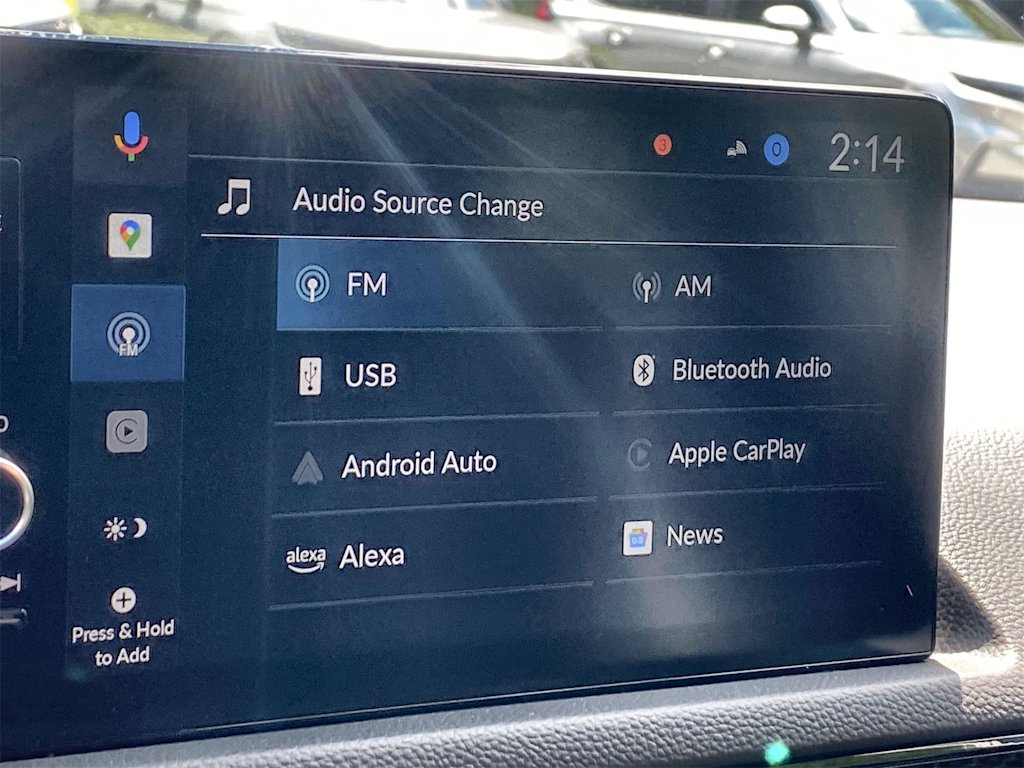 3
0
2:14
Audio Source Change
FM
AM
FM
USB
Bluetooth Audio
Android Auto
Apple CarPlay
alexa
Alexa
News
Press & Hold
to Add